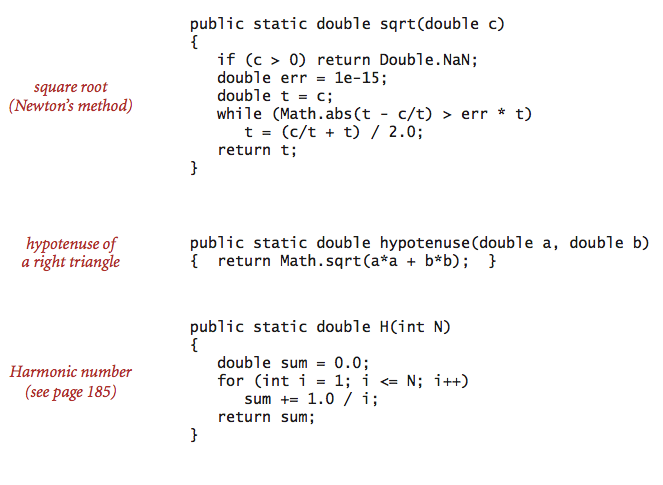 public static double sqrt(double c)
{
if (c > 0) return Double.NaN;
double err = 1e-15;
square root
(Newton's method)
double t = c;
while (Math.abs(t - c/t) > err * t)
t = (c/t + t) / 2.0;
return t;
}
hypotenuse of
a right triangle
public static double hypotenuse(double a, double b)
{ return Math.sqrt(a*a + b*b); }
public static double H(int N)
{
double sum = 0.0;
Harmonic number
(see page 185)
for (int i = 1; i <= N; i++)
sum += 1.0 / i;
return sum;
}